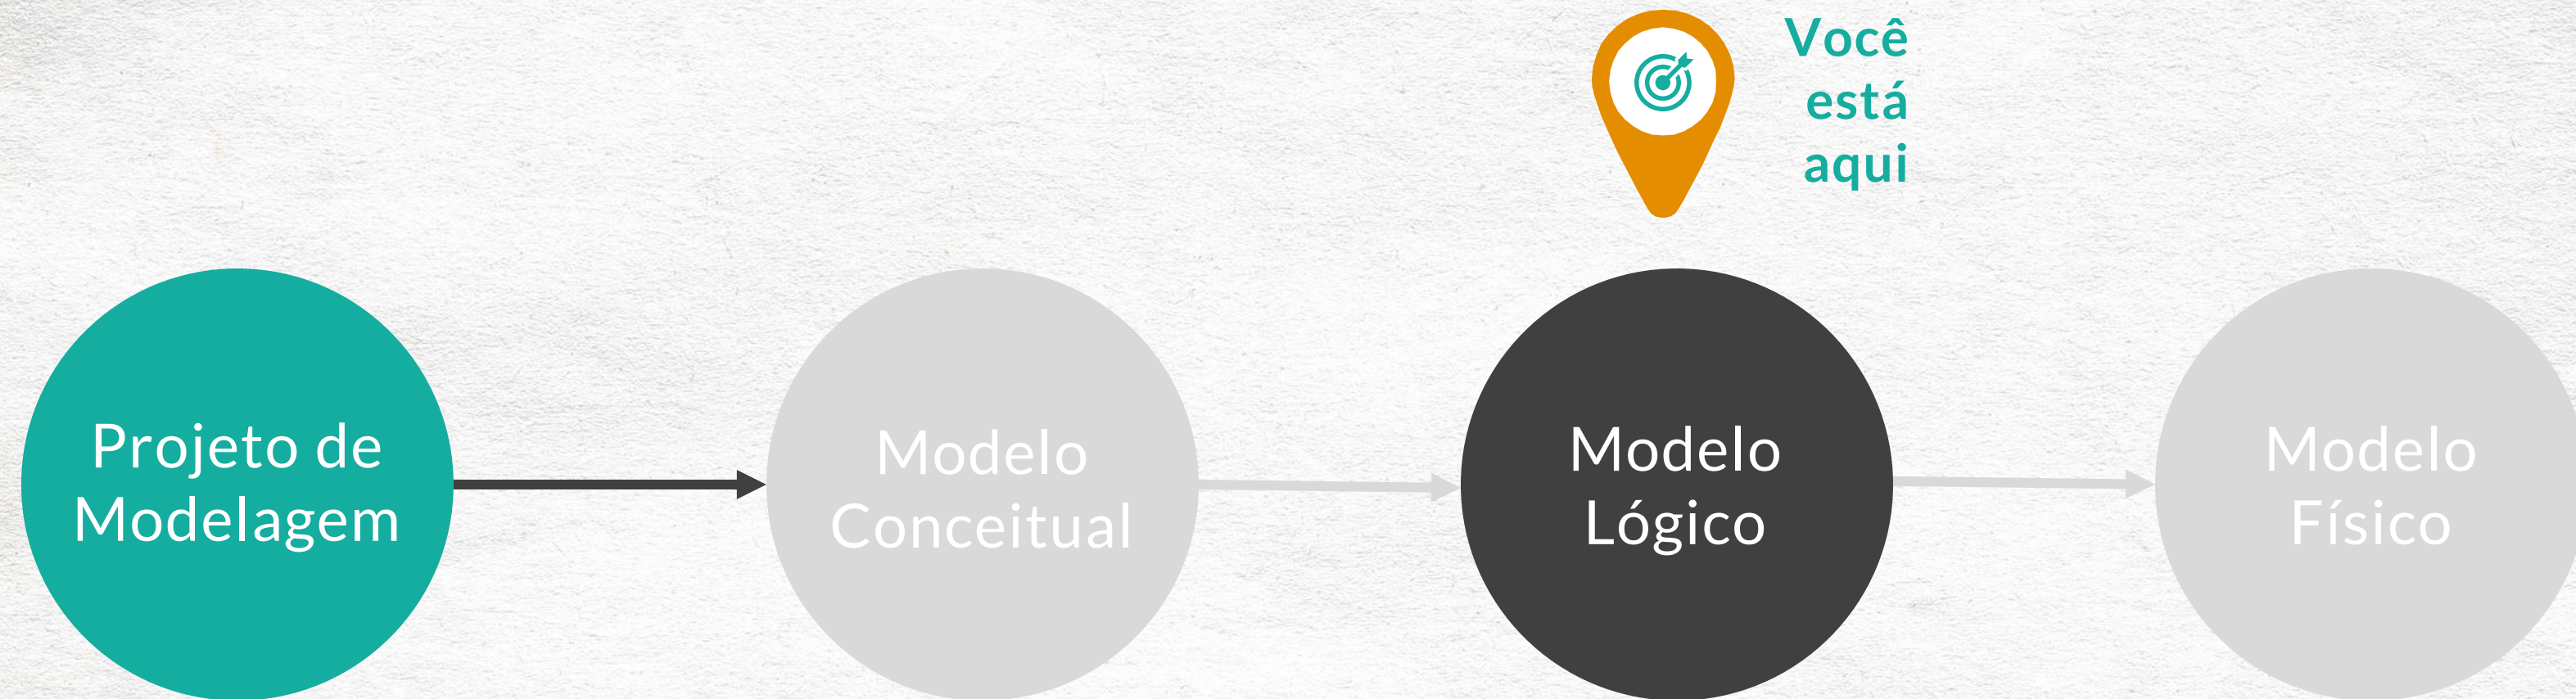 Você
está
aqui
Projeto de
Modelagem
Modelo
Conceitual
Modelo
Lógico
Modelo
Físico